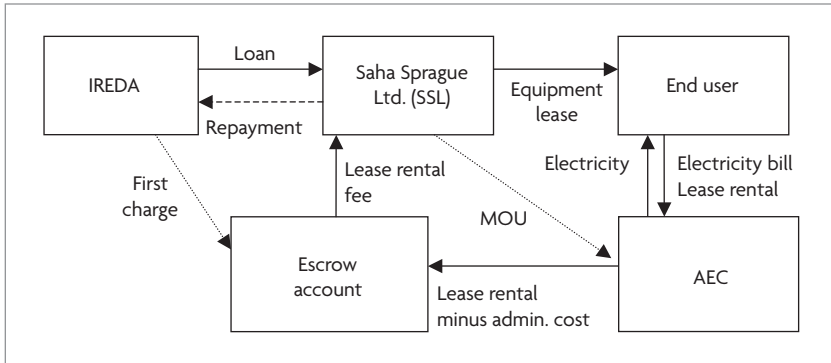 IREDA
Loan
Repayment
Saha Sprague
Ltd. (SSL)
Equipment
lease
End user
First
charge
Lease rental
fee
MOU
Electricity
Electricity bill
Lease rental
Escrow
account
Lease rental
minus admin. cost
AEC